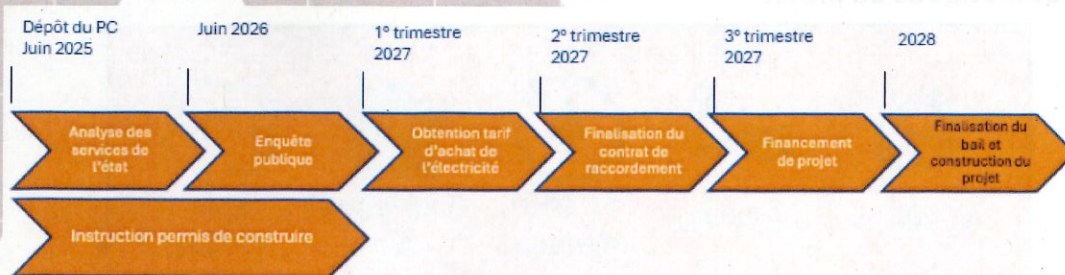 Dépôt du PC
Juin 2025
Juin 2026
1° trimestre
2027
2° trimestre
2027
3° trimestre
2027
2028
Analyse des
services de
l'état
Enquête
publique
Obtention tarif
d'achat de
l'électricité
Finalisation du
contrat de
raccordement
Financement
de projet
Finalisation du
bail et
construction du
projet
Instruction permis de construire